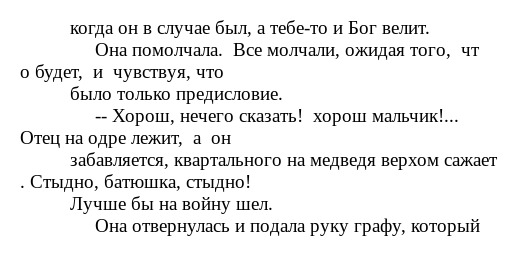 когда он в случае был, а тебе-то и Бог велит.
Она помолчала.  Все молчали, ожидая того,  чт
о будет,  и  чувствуя, что
было только предисловие.
-- Хорош, нечего сказать!  хорош мальчик!...
Отец на одре лежит,  а  он
забавляется, квартального на медведя верхом сажает
. Стыдно, батюшка, стыдно!
Лучше бы на войну шел.
Она отвернулась и подала руку графу, который